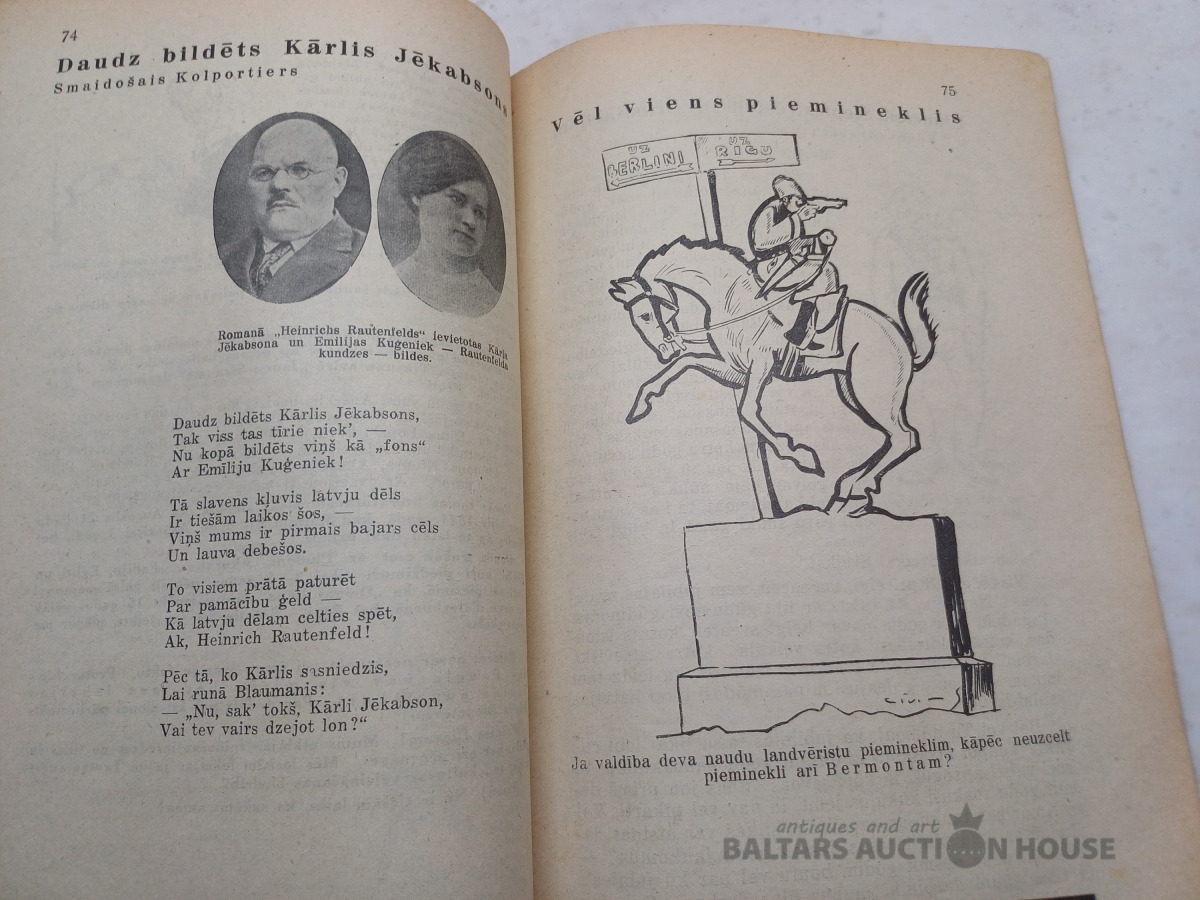 74
Daudz bildēts Kārlis Jēkabsons
Smaidošais Kolportiers
Romanā „Heinrichs Rautenfelds“ ievietotas Kārļa
Jēkabsona un Emilijas Kuģeniek — Rautenfelda
kundzes — bildes.
Daudz bildēts Kārlis Jēkabsons,
Tak viss tas tīrie niek’, —
Nu kopā bildēts viņš kā „fons“
Ar Emīliju Kuģeniek!
Tā slavens kļuvis latvju dēls
Ir tiešām laikos šos, —
Viņš mums ir pirmais bajars cēls
Un lauva debešos.
To visiem prātā paturēt
Par pamācību ģeld —
Kā latvju dēlam celties spēt,
Ak, Heinrich Rautenfeld!
Pēc tā, ko Kārlis sasniedzis,
Lai runā Blaumanis:
— „Nu, sak’ tokš, Kārli Jēkabson,
Vai tev vairs dzejot lon?“
75
Vēl viens piemineklis
UZ BERLINI
UZ RIGU
Civis
Ja valdība deva naudu landvēristu piemineklim, kāpēc neuzcelt
pieminekli arī Bermontam?
antiques and art
BALTARS AUCTION HOUSE